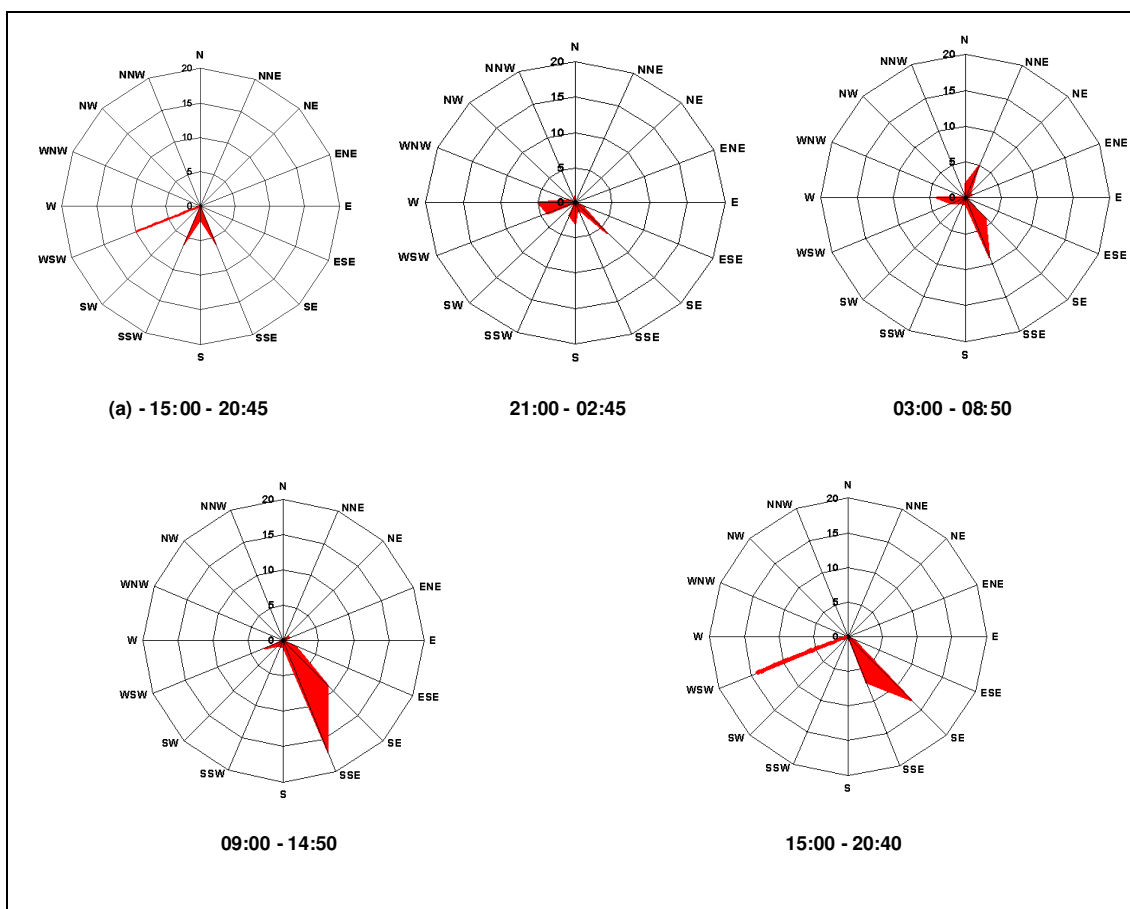 N
NNW 20 NNE
NW 15 NE
10
WNW ENE
5
W 0 E
WSW ESE
SW SE
SSW SSE
S
(a) - 15:00 - 20:45
N
NNW 20 NNE
NW 15 NE
10
WNW ENE
5
W 0 E
WSW ESE
SW SE
SSW SSE
S
21:00 - 02:45
N
NNW 20 NNE
NW 15 NE
10
WNW ENE
5
W 0 E
WSW ESE
SW SE
SSW SSE
S
03:00 - 08:50
N
NNW 20 NNE
NW 15 NE
10
WNW ENE
5
W 0 E
WSW ESE
SW SE
SSW SSE
S
09:00 - 14:50
N
NNW 20 NNE
NW 15 NE
10
WNW ENE
5
W 0 E
WSW ESE
SW SE
SSW SSE
S
15:00 - 20:40